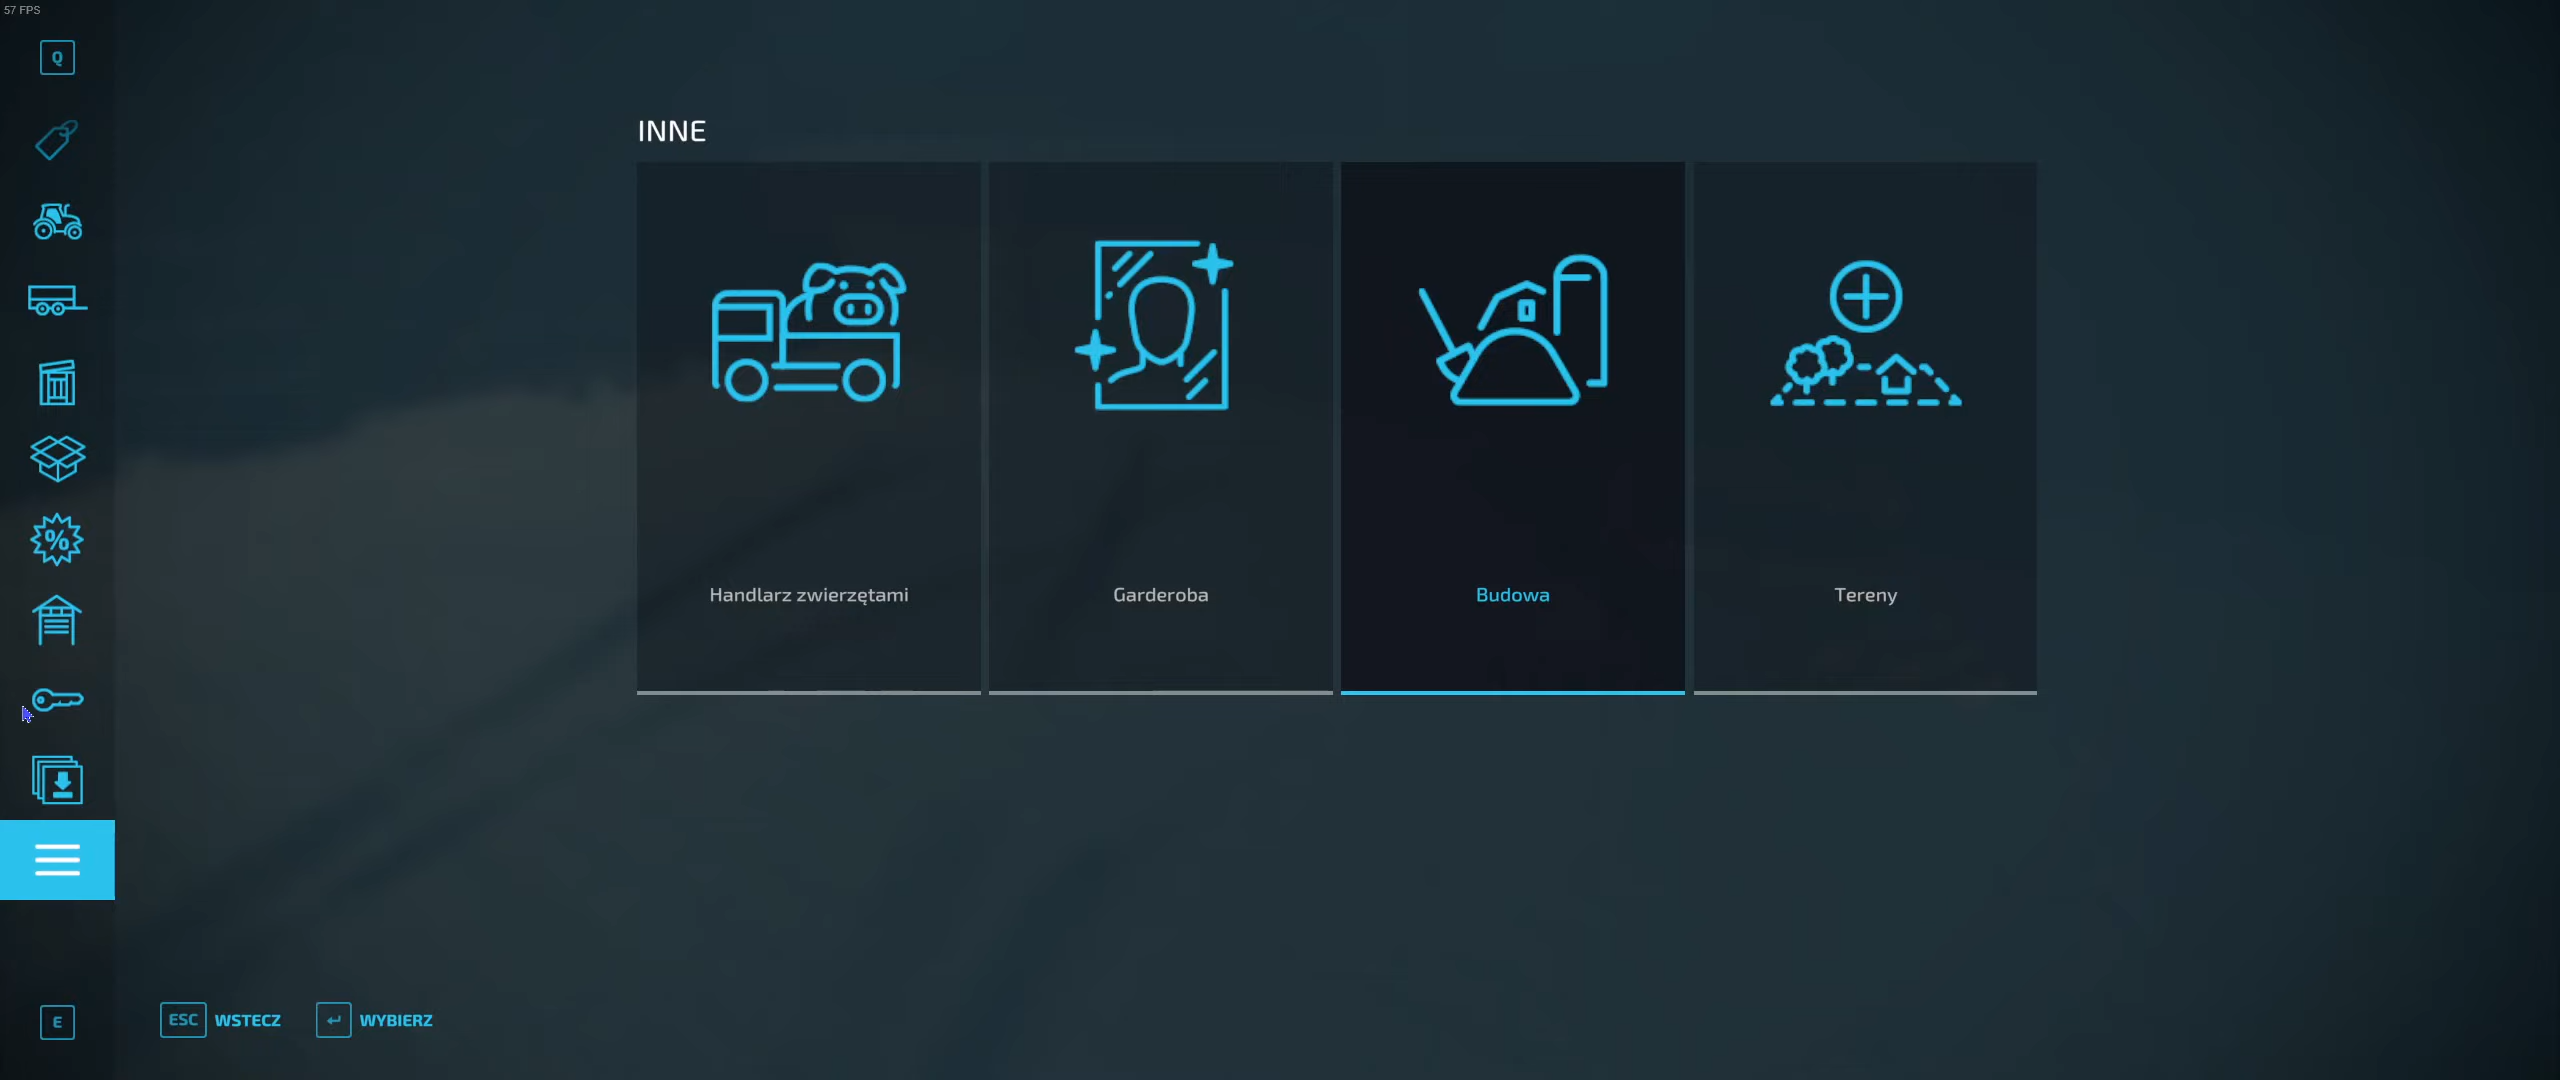 57 FPS
Q
INNE
%
Handlarz zwierzętami
Garderoba
Budowa
Tereny
E
ESC WSTECZ
WYBIERZ